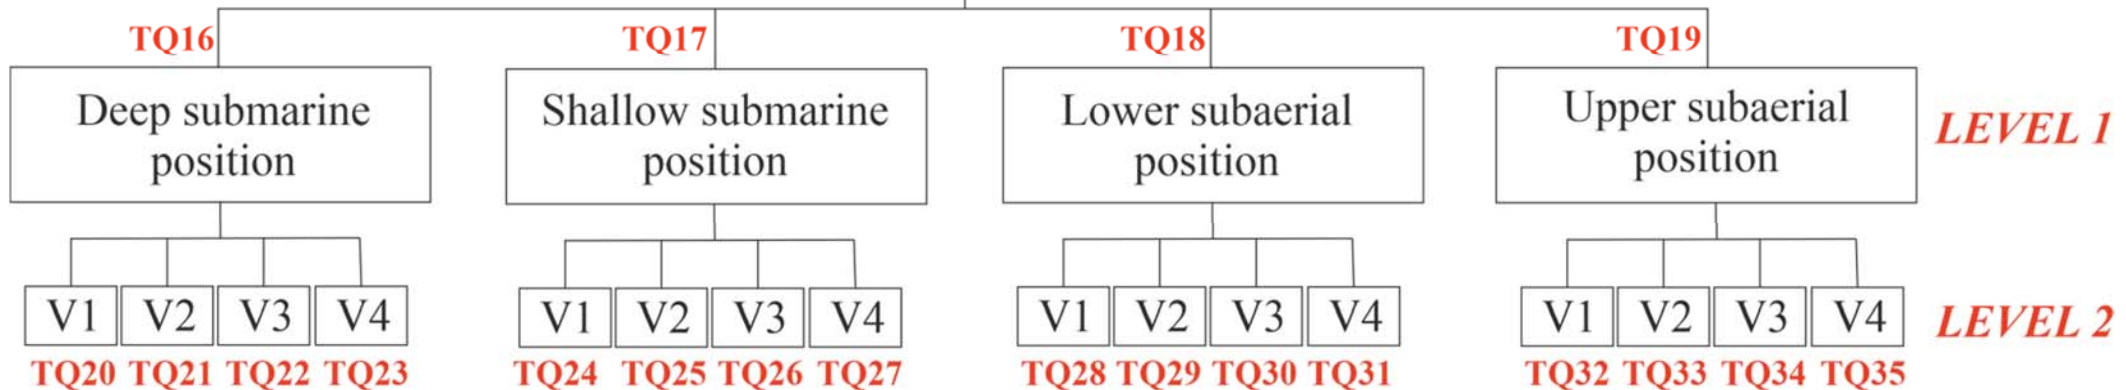 TQ16 TQ17 TQ18 TQ19
Deep submarine position
Shallow submarine position
Lower subaerial position
Upper subaerial position
LEVEL 1
V1 V2 V3 V4 V1 V2 V3 V4 V1 V2 V3 V4 V1 V2 V3 V4 LEVEL 2
TQ20 TQ21 TQ22 TQ23 TQ24 TQ25 TQ26 TQ27 TQ28 TQ29 TQ30 TQ31 TQ32 TQ33 TQ34 TQ35